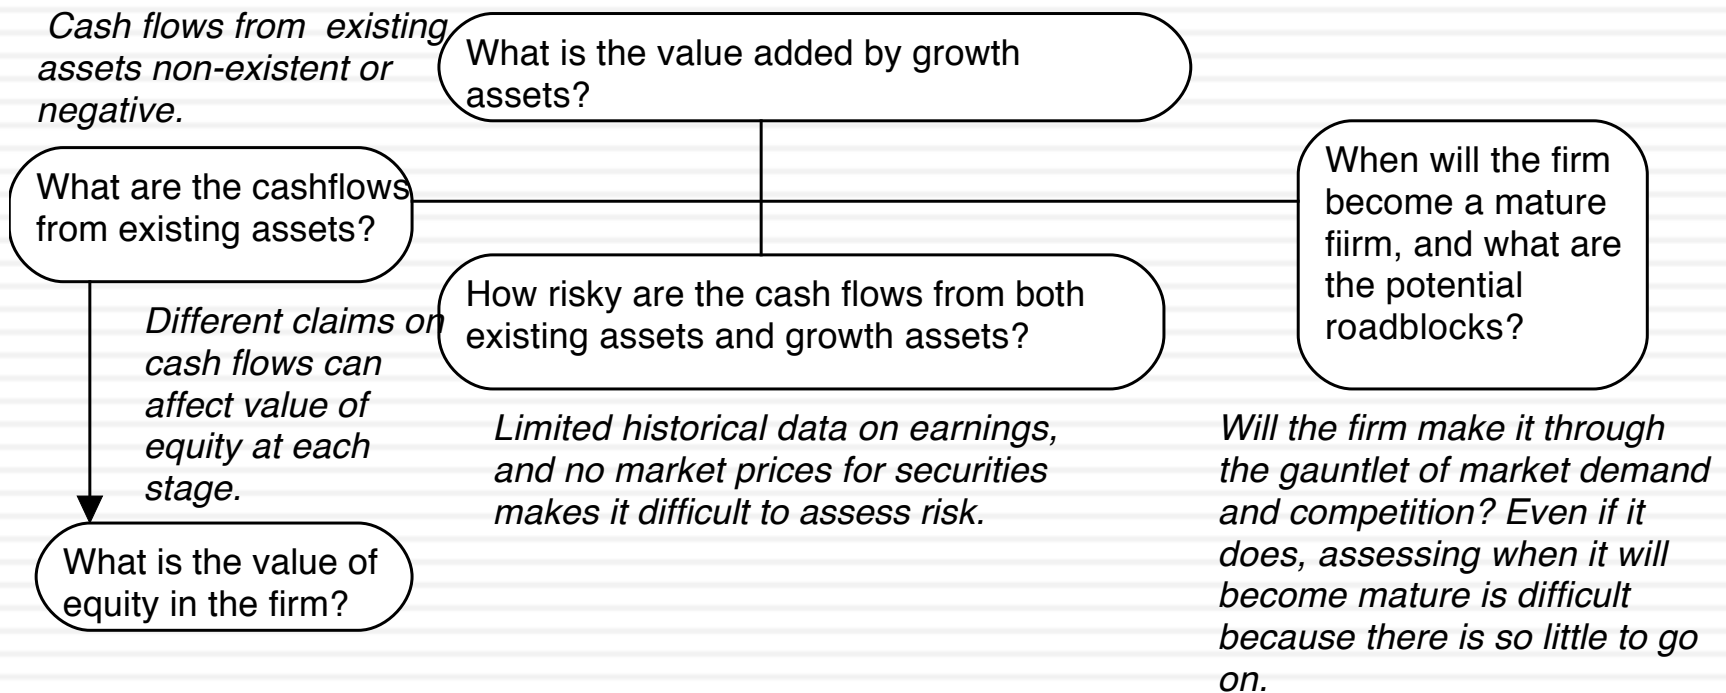 Cash flows from  existing
assets non-existent or
negative.
What is the value added by growth
assets?
What are the cashflows
from existing assets?
When will the firm
become a mature
fiirm, and what are
the potential
roadblocks?
How risky are the cash flows from both
existing assets and growth assets?
Different claims on
cash flows can
affect value of
equity at each
stage.
Limited historical data on earnings,
and no market prices for securities
makes it difficult to assess risk.
Will the firm make it through
the gauntlet of market demand
and competition? Even if it
does, assessing when it will
become mature is difficult
because there is so little to go
on.
What is the value of
equity in the firm?